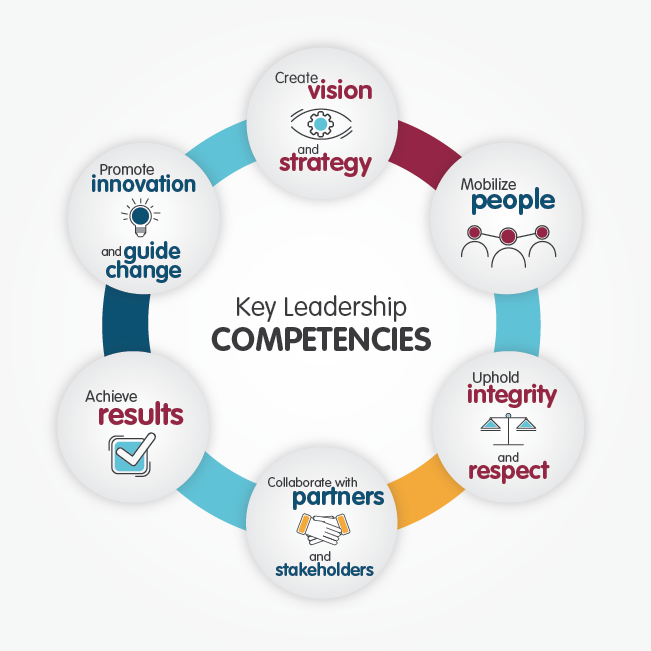 Create
vision
and
strategy
Mobilize
people
Uphold
integrity
and
respect
Collaborate with
partners
and
stakeholders
Achieve
results
Promote
innovation
and guide
change
Key Leadership
COMPETENCIES